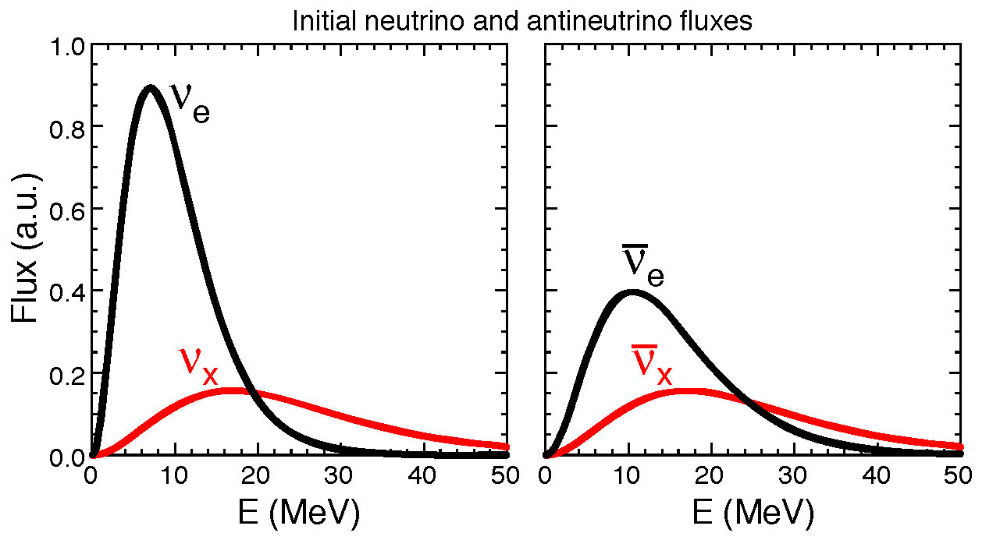 Initial neutrino and antineutrino fluxes
Flux (a.u.)
1.0
0.8
0.6
0.4
0.2
0.0
νe
νx
0 10 20 30 40 50
E (MeV)
ν̅e
ν̅x
0 10 20 30 40 50
E (MeV)